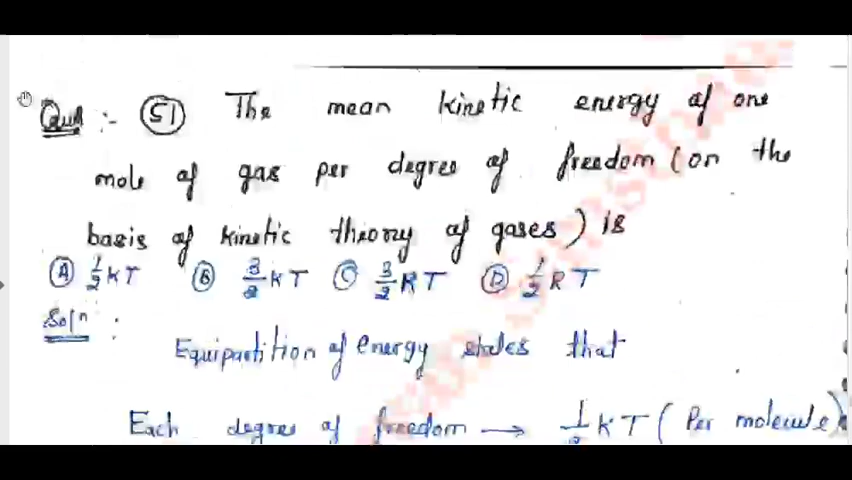 Que :- (51) The mean kinetic energy of one
mole of gas per degree of freedom (on the
basis of kinetic theory of gases) is
(A) 1/2 KT (B) 3/2 KT (C) 3/2 RT (D) 1/2 RT
Soln :
Equipartition of energy states that
Each degree of freedom → 1/2 KT (Per molecule)